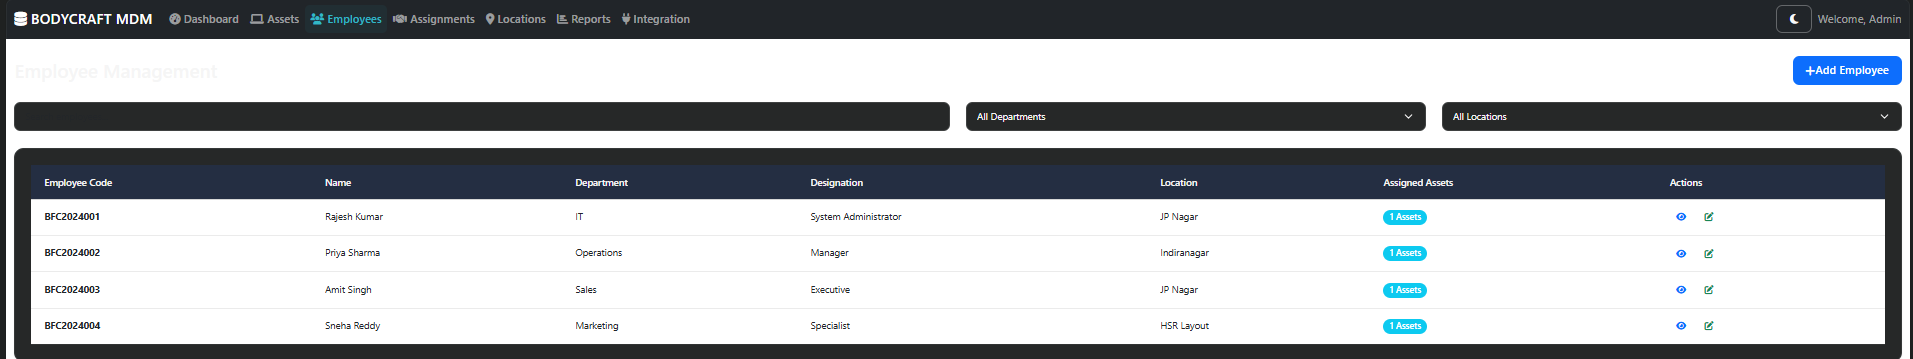 BODYCRAFT MDM Dashboard Assets Employees Assignments Locations Reports Integration Welcome, Admin
Employee Management +Add Employee
All Departments All Locations
Employee Code Name Department Designation Location Assigned Assets Actions
BFC2024001 Rajesh Kumar IT System Administrator JP Nagar 1 Assets
BFC2024002 Priya Sharma Operations Manager Indiranagar 1 Assets
BFC2024003 Amit Singh Sales Executive JP Nagar 1 Assets
BFC2024004 Sneha Reddy Marketing Specialist HSR Layout 1 Assets